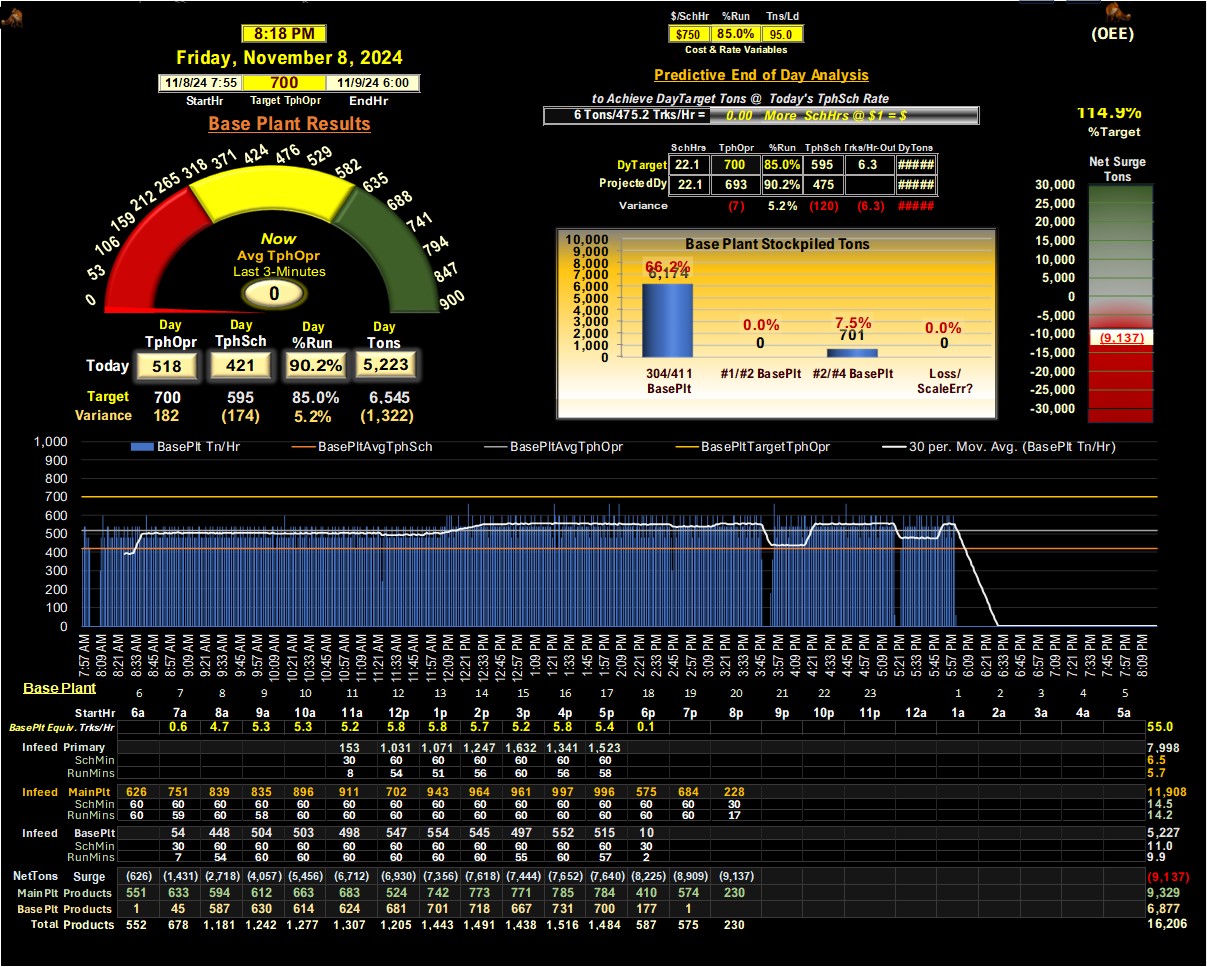 $/SchHr %Run Tns/Ld
8:18 PM
$750 85.0% 95.0
(OEE)
Cost & Rate Variables
Friday, November 8, 2024
Predictive End of Day Analysis
11/8/24 7:55 700 11/9/24 6:00
StartHr Target TphOpr EndHr
to Achieve DayTarget Tons @ Today's TphSch Rate
6 Tons/475.2 Trks/Hr = 0.00 More SchHrs @ $1 = $
114.9%
%Target
Base Plant Results
SchHrs TphOpr %Run TphSch Trks/Hr-Out DyTons
DyTarget 22.1 700 85.0% 595 6.3 #####
ProjectedDy 22.1 693 90.2% 475 #####
Variance (7) 5.2% (120) (6.3) #####
Net Surge
Tons
30,000
25,000
20,000
15,000
10,000
5,000
0
-5,000
-10,000
(9,137)
-15,000
-20,000
-25,000
-30,000
0 53 106 159 212 265 318 371 424 476 529 582 635 688 741 794 847 900
Now
Avg TphOpr
Last 3-Minutes
0
Base Plant Stockpiled Tons
10,000
9,000
8,000
7,000
6,000
5,000
4,000
3,000
2,000
1,000
0
66.2% 0.0% 7.5% 0.0%
6,174 0 701 0
304/411 #1/#2 BasePlt #2/#4 BasePlt Loss/
BasePlt ScaleErr?
Day Day Day Day
TphOpr TphSch %Run Tons
Today 518 421 90.2% 5,223
Target 700 595 85.0% 6,545
Variance 182 (174) 5.2% (1,322)
BasePlt Tn/Hr BasePltAvgTphSch BasePltAvgTphOpr BasePltTargetTphOpr 30 per. Mov. Avg. (BasePlt Tn/Hr)
1,000
900
800
700
600
500
400
300
200
100
0
7:57 AM 8:09 AM 8:21 AM 8:33 AM 8:45 AM 8:57 AM 9:09 AM 9:21 AM 9:33 AM 9:45 AM 9:57 AM 10:09 AM 10:21 AM 10:33 AM 10:45 AM 10:57 AM 11:09 AM 11:21 AM 11:33 AM 11:45 AM 11:57 AM 12:09 PM 12:21 PM 12:33 PM 12:45 PM 12:57 PM 1:09 PM 1:21 PM 1:33 PM 1:45 PM 1:57 PM 2:09 PM 2:21 PM 2:33 PM 2:45 PM 2:57 PM 3:09 PM 3:21 PM 3:33 PM 3:45 PM 3:57 PM 4:09 PM 4:21 PM 4:33 PM 4:45 PM 4:57 PM 5:09 PM 5:21 PM 5:33 PM 5:45 PM 5:57 PM 6:09 PM 6:21 PM 6:33 PM 6:45 PM 6:57 PM 7:09 PM 7:21 PM 7:33 PM 7:45 PM 7:57 PM 8:09 PM
Base Plant 6 7 8 9 10 11 12 13 14 15 16 17 18 19 20 21 22 23 1 2 3 4 5
StartHr 6a 7a 8a 9a 10a 11a 12p 1p 2p 3p 4p 5p 6p 7p 8p 9p 10p 11p 12a 1a 2a 3a 4a 5a
BasePlt Equiv. Trks/Hr 0.6 4.7 5.3 5.3 5.2 5.8 5.8 5.7 5.2 5.8 5.4 0.1 55.0
Infeed Primary 153 1,031 1,071 1,247 1,632 1,341 1,523 7,998
SchMin 30 60 60 60 60 60 60 6.5
RunMins 8 54 51 56 60 56 58 5.7
Infeed MainPlt 626 751 839 835 896 911 702 943 964 961 997 996 575 684 228 11,908
SchMin 60 60 60 60 60 60 60 60 60 60 60 60 60 60 30 14.5
RunMins 60 59 60 58 60 60 60 60 60 60 60 60 60 60 17 14.2
Infeed BasePlt 54 448 504 503 498 547 554 545 497 552 515 10 5,227
SchMin 30 60 60 60 60 60 60 60 60 60 60 30 11.0
RunMins 7 54 60 60 60 60 60 60 55 60 57 2 9.9
NetTons Surge (626) (1,431) (2,718) (4,057) (5,456) (6,712) (6,930) (7,356) (7,618) (7,444) (7,652) (7,640) (8,225) (8,909) (9,137) (9,137)
MainPlt Products 551 633 594 612 663 683 524 742 773 771 785 784 410 574 230 9,329
BasePlt Products 1 45 587 630 614 624 681 701 718 667 731 700 177 1 6,877
Total Products 552 678 1,181 1,242 1,277 1,307 1,205 1,443 1,491 1,438 1,516 1,484 587 575 230 16,206